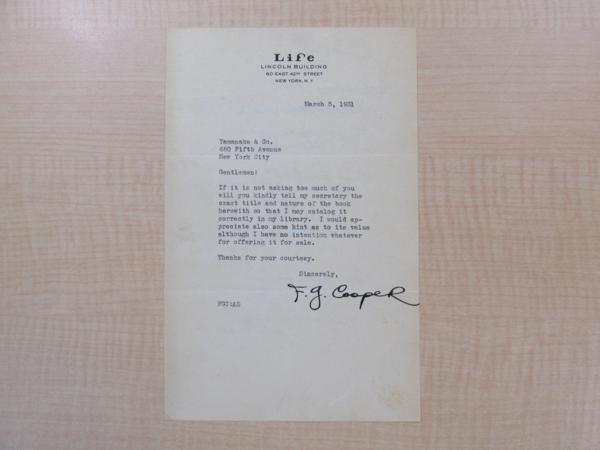 Life
LINCOLN BUILDING
60 EAST 42ND STREET
NEW YORK, N.Y.
March 5, 1931
Yamanaka & Co.
680 Fifth Avenue
New York City
Gentlemen:
If it is not asking too much of you
will you kindly tell my secretary the
exact title and nature of the book
herewith so that I may catalog it
correctly in my library. I would ap-
preciate also some hint as to its value
although I have no intention whatever
for offering it for sale.
Thanks for your courtesy.
Sincerely,
F. G. Cooper
FGC:AS